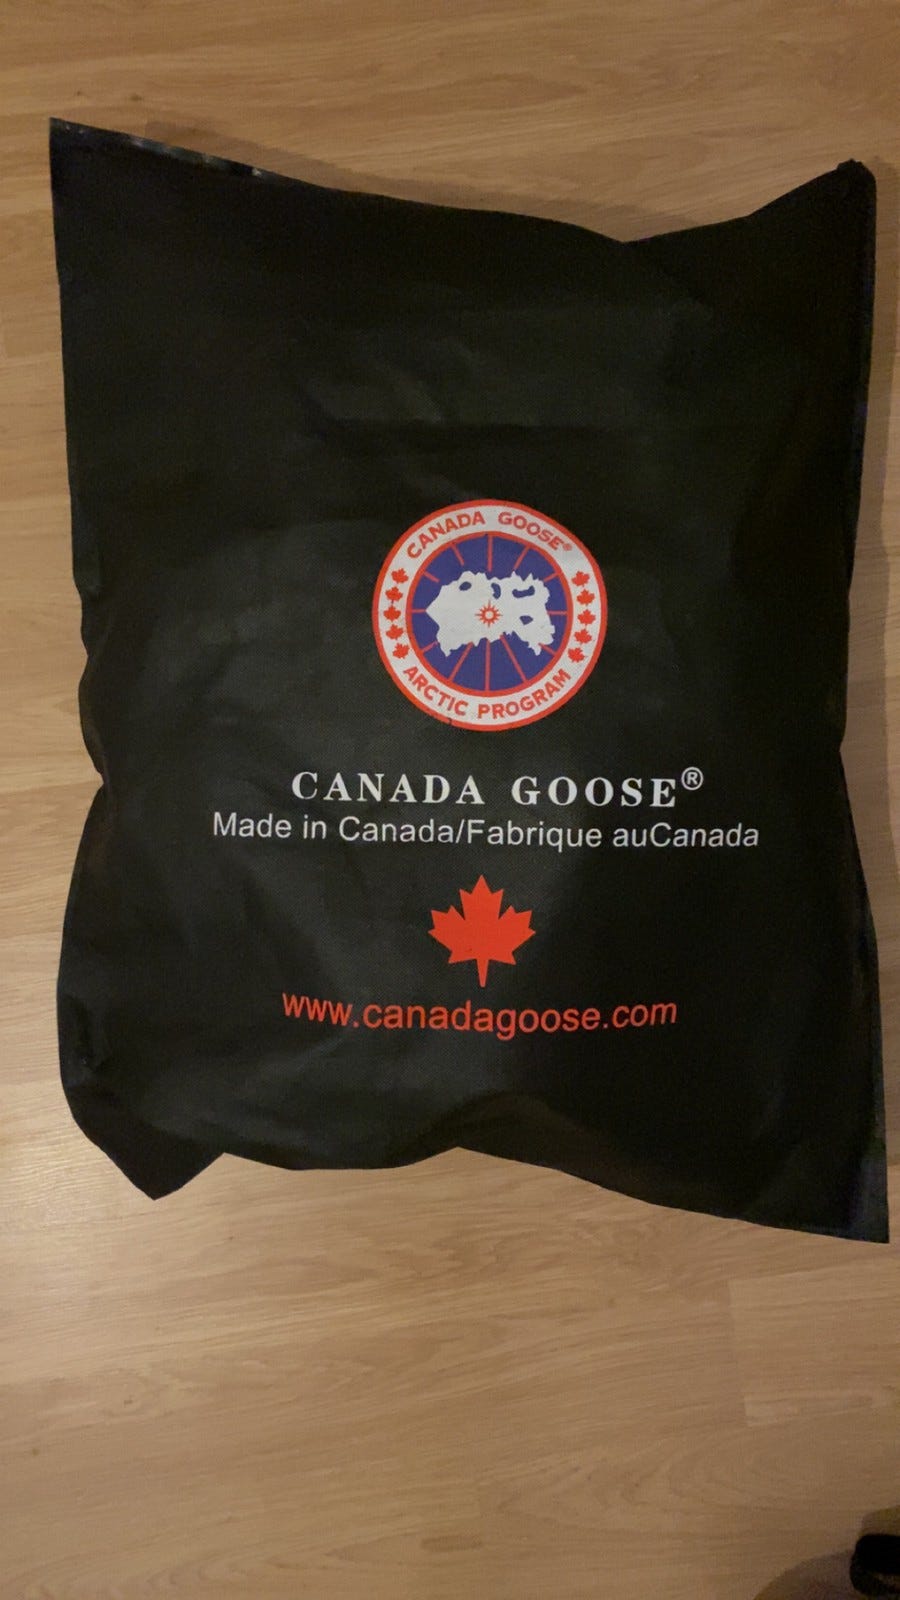 CANADA GOOSE®
ARCTIC PROGRAM
CANADA GOOSE®
Made in Canada/Fabrique auCanada
www.canadagoose.com